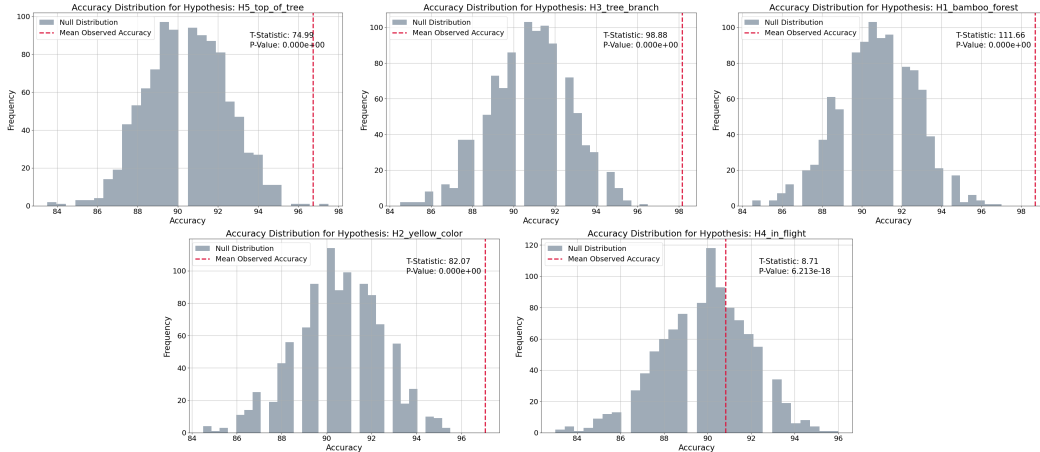 Accuracy Distribution for Hypothesis: H5_top_of_tree
Null Distribution
Mean Observed Accuracy
T-Statistic: 74.99
P-Value: 0.000e+00
Frequency
100
80
60
40
20
0
84 86 88 90 92 94 96 98
Accuracy
Accuracy Distribution for Hypothesis: H3_tree_branch
Null Distribution
Mean Observed Accuracy
T-Statistic: 98.88
P-Value: 0.000e+00
Frequency
100
80
60
40
20
0
84 86 88 90 92 94 96 98
Accuracy
Accuracy Distribution for Hypothesis: H1_bamboo_forest
Null Distribution
Mean Observed Accuracy
T-Statistic: 111.66
P-Value: 0.000e+00
Frequency
100
80
60
40
20
0
84 86 88 90 92 94 96 98
Accuracy
Accuracy Distribution for Hypothesis: H2_yellow_color
Null Distribution
Mean Observed Accuracy
T-Statistic: 82.07
P-Value: 0.000e+00
Frequency
100
80
60
40
20
0
84 86 88 90 92 94 96
Accuracy
Accuracy Distribution for Hypothesis: H4_in_flight
Null Distribution
Mean Observed Accuracy
T-Statistic: 8.71
P-Value: 6.213e-18
Frequency
120
100
80
60
40
20
0
84 86 88 90 92 94 96
Accuracy